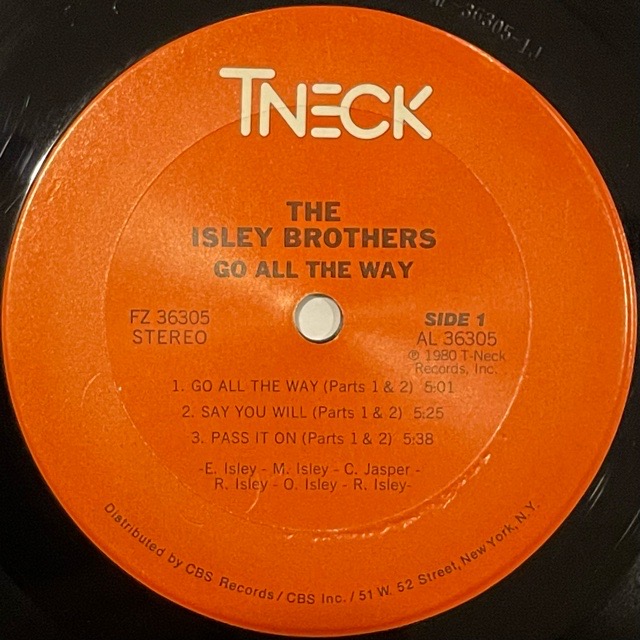 AL-36305-1J
TNECK
THE
ISLEY BROTHERS
GO ALL THE WAY
FZ 36305
STEREO
SIDE 1
AL 36305
℗ 1980 T-Neck
Records, Inc.
1. GO ALL THE WAY (Parts 1 & 2) 5:01
2. SAY YOU WILL (Parts 1 & 2) 5:25
3. PASS IT ON (Parts 1 & 2) 5:38
-E. Isley - M. Isley - C. Jasper -
R. Isley - O. Isley - R. Isley-
Distributed by CBS Records / CBS Inc. / 51 W. 52 Street, New York, N.Y.